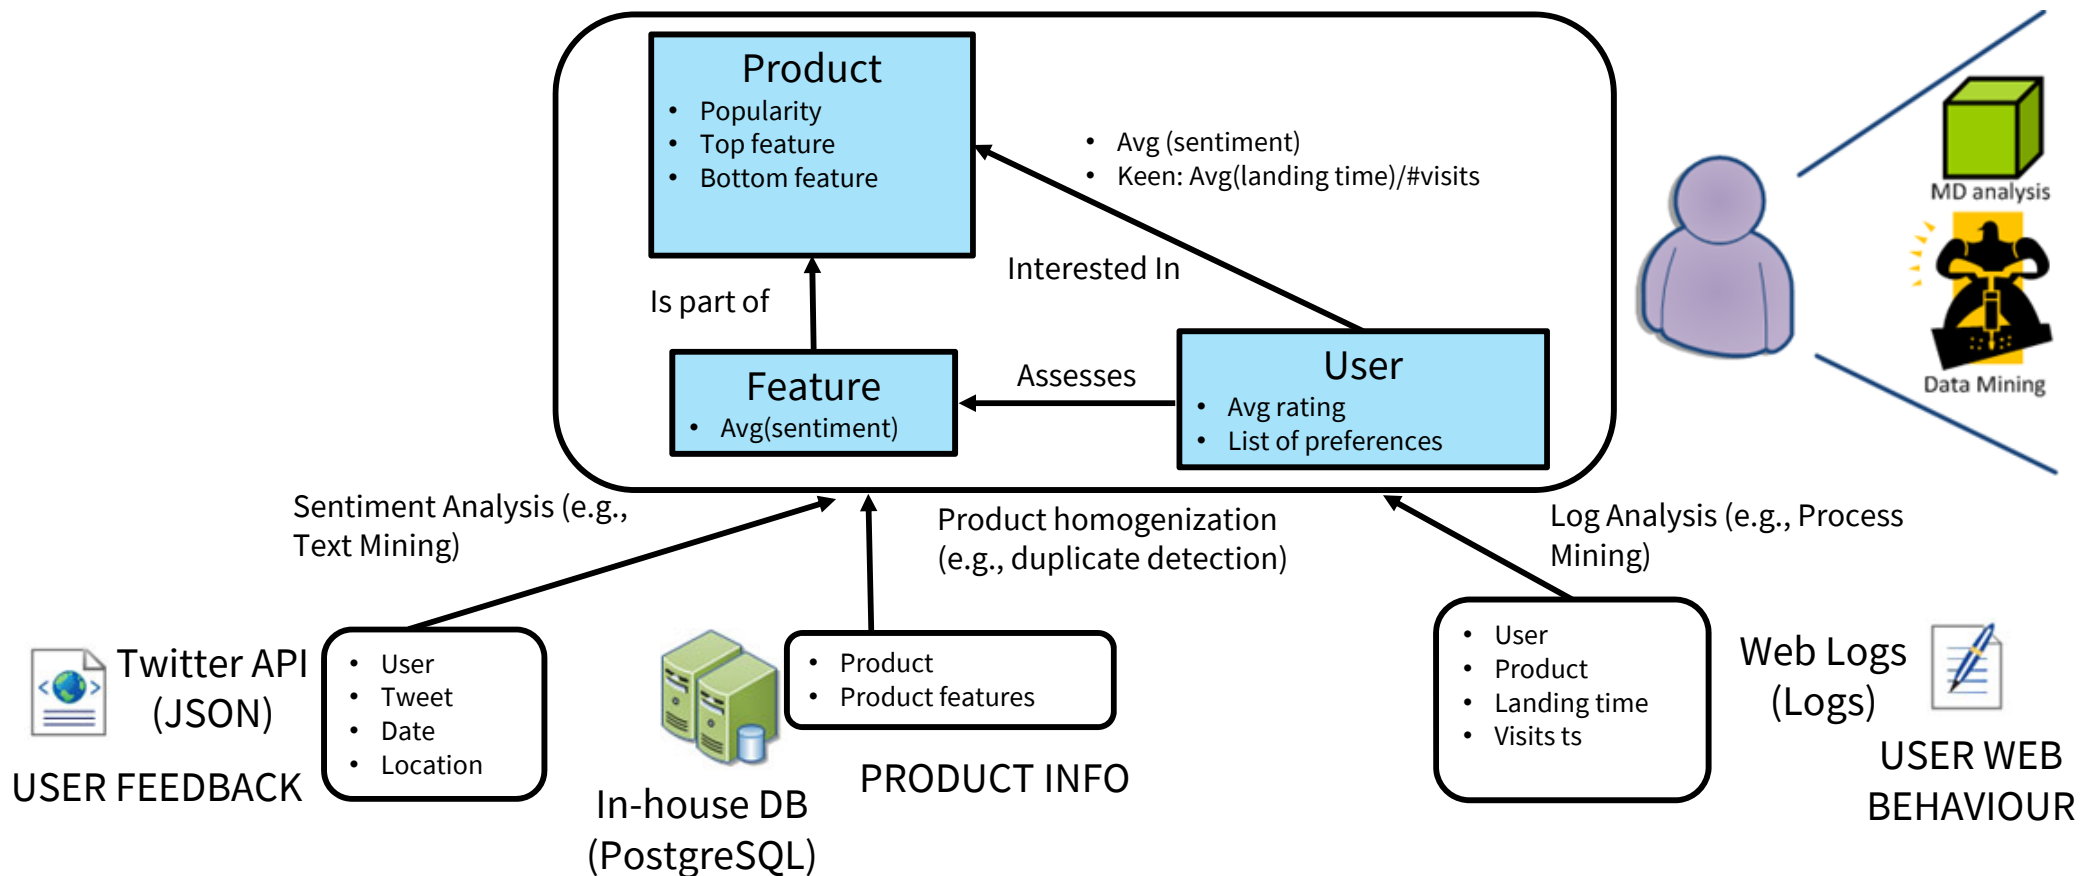 Product
• Popularity
• Top feature
• Bottom feature
• Avg (sentiment)
• Keen: Avg(landing time)/#visits
MD analysis
Interested In
Is part of
Feature
• Avg(sentiment)
Assesses
User
• Avg rating
• List of preferences
Data Mining
Sentiment Analysis (e.g.,
Text Mining)
Product homogenization
(e.g., duplicate detection)
Log Analysis (e.g., Process
Mining)
Twitter API
(JSON)
USER FEEDBACK
• User
• Tweet
• Date
• Location
• Product
• Product features
PRODUCT INFO
In-house DB
(PostgreSQL)
• User
• Product
• Landing time
• Visits ts
Web Logs
(Logs)
USER WEB
BEHAVIOUR